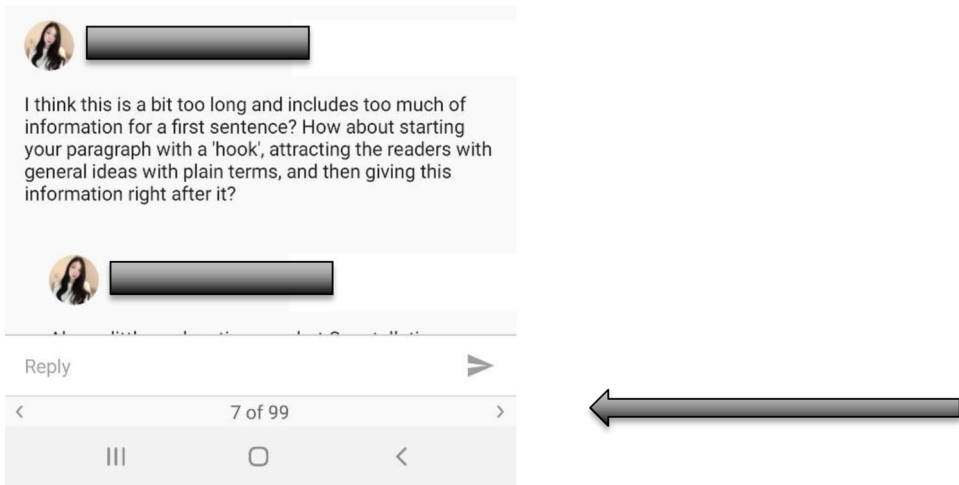 I think this is a bit too long and includes too much of
information for a first sentence? How about starting
your paragraph with a 'hook', attracting the readers with
general ideas with plain terms, and then giving this
information right after it?
Reply
7 of 99